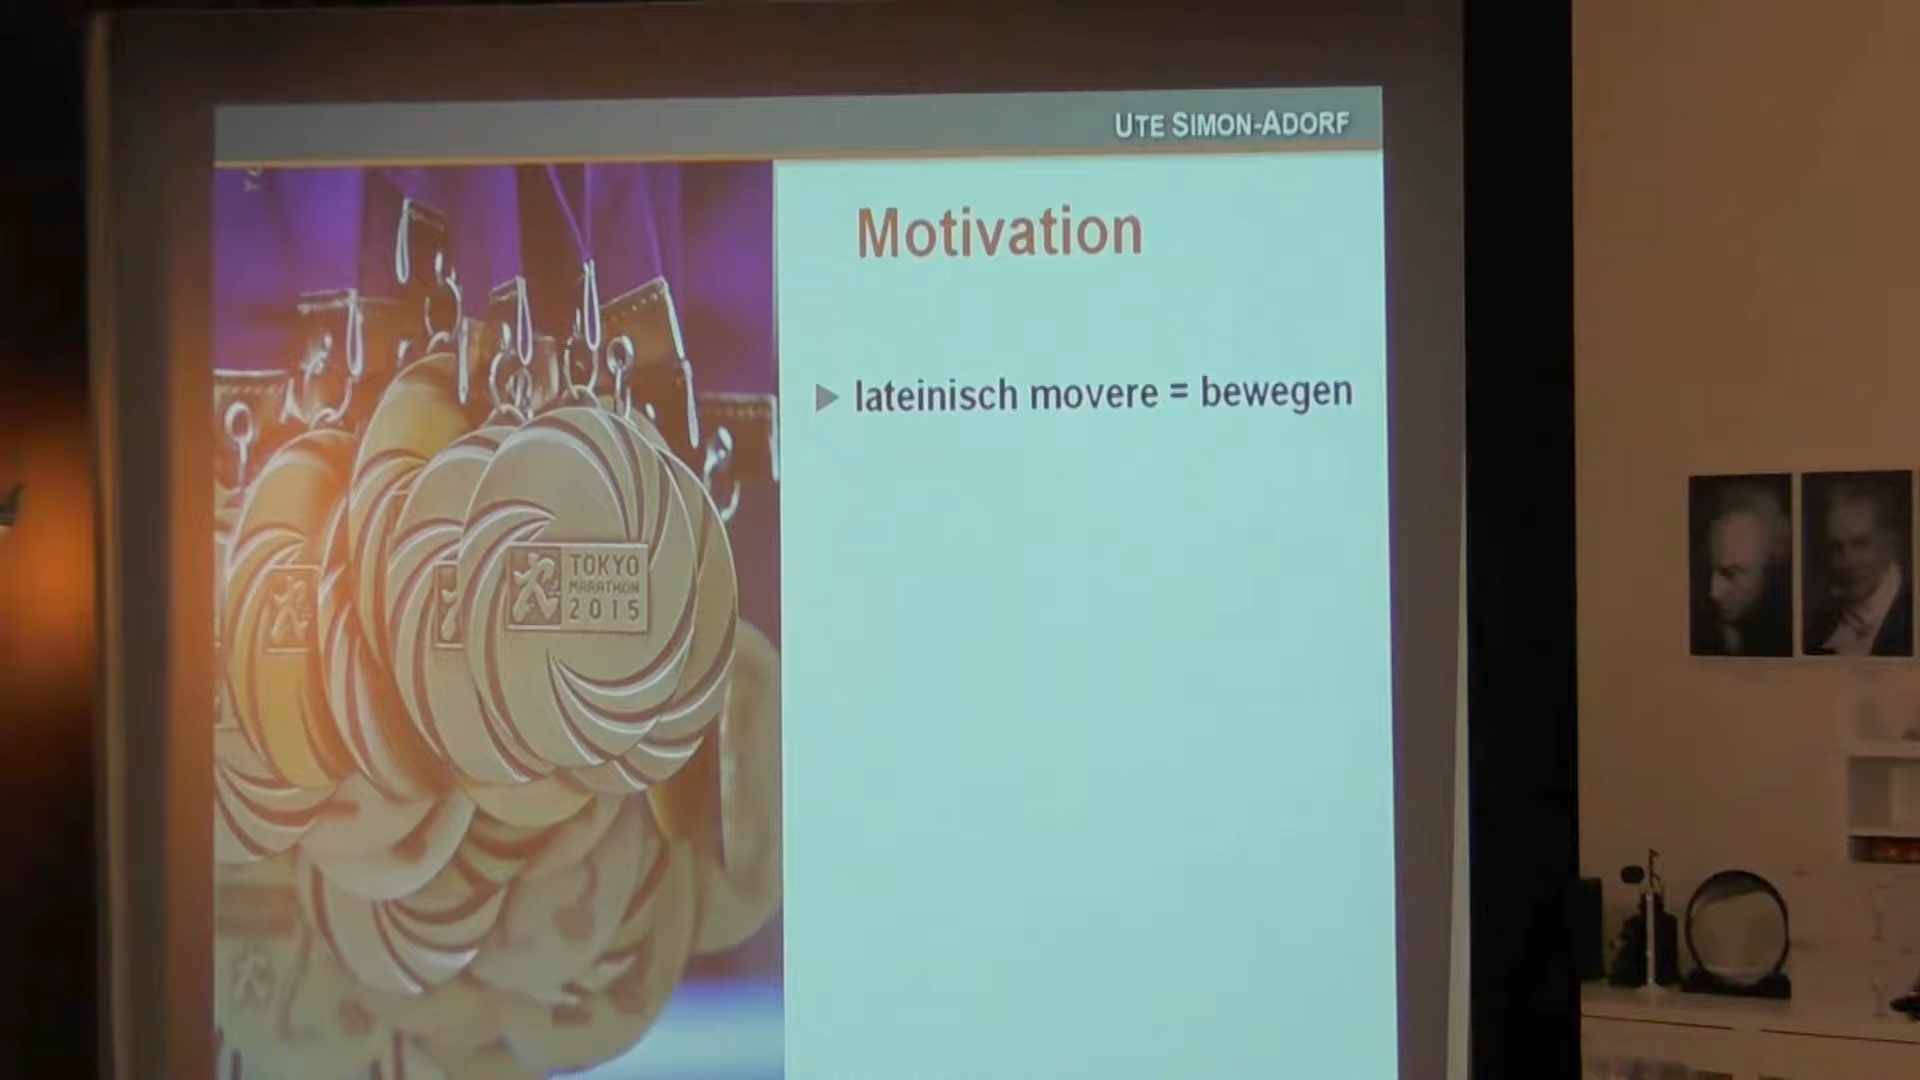 UTE SIMON-ADORF
Motivation
lateinisch movere = bewegen
TOKYO
MARATHON
2015